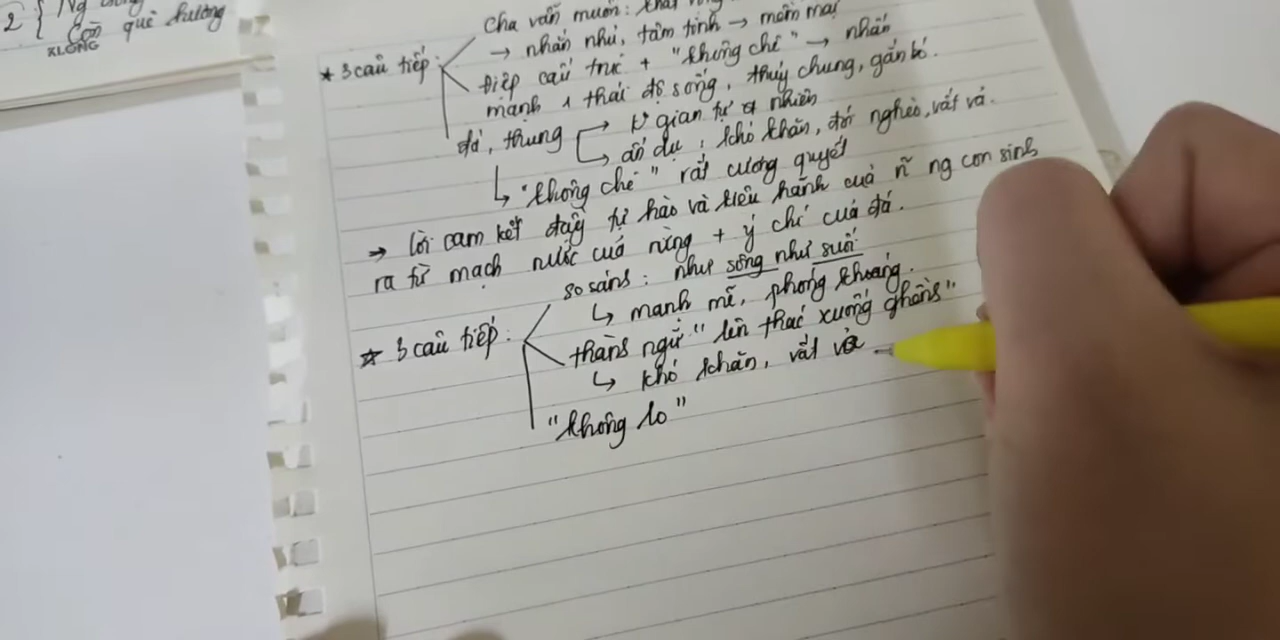 2 { Ng
Còn quê hương
XLONG
Cha vẫn muốn:
* 3 câu tiếp:
→ nhắn nhủ, tâm tình → mềm mại
điệp cấu trúc + "không chê" → nhấn
mạnh 1 thái độ sống, thủy chung, gắn bó.
đá, thung
→ k gian tự nhiên
→ ẩn dụ: khó khăn, đói nghèo, vất vả.
↳ "không chê" rất cương quyết
→ lời cam kết đầy tự hào và kiêu hãnh của ~ ng con sinh
ra từ mạch nước của rừng + ý chí của đá.
so sánh: như sông như suối
↳ mạnh mẽ, phóng khoáng.
* 3 câu tiếp:
thành ngữ "lên thác xuống ghềnh"
↳ khó khăn, vất vả
"không lo"